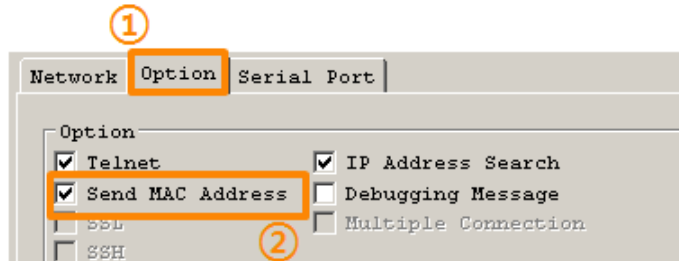 ①
Network Option Serial Port
Option
Telnet IP Address Search
Send MAC Address Debugging Message
SSL Multiple Connection
②
SSH